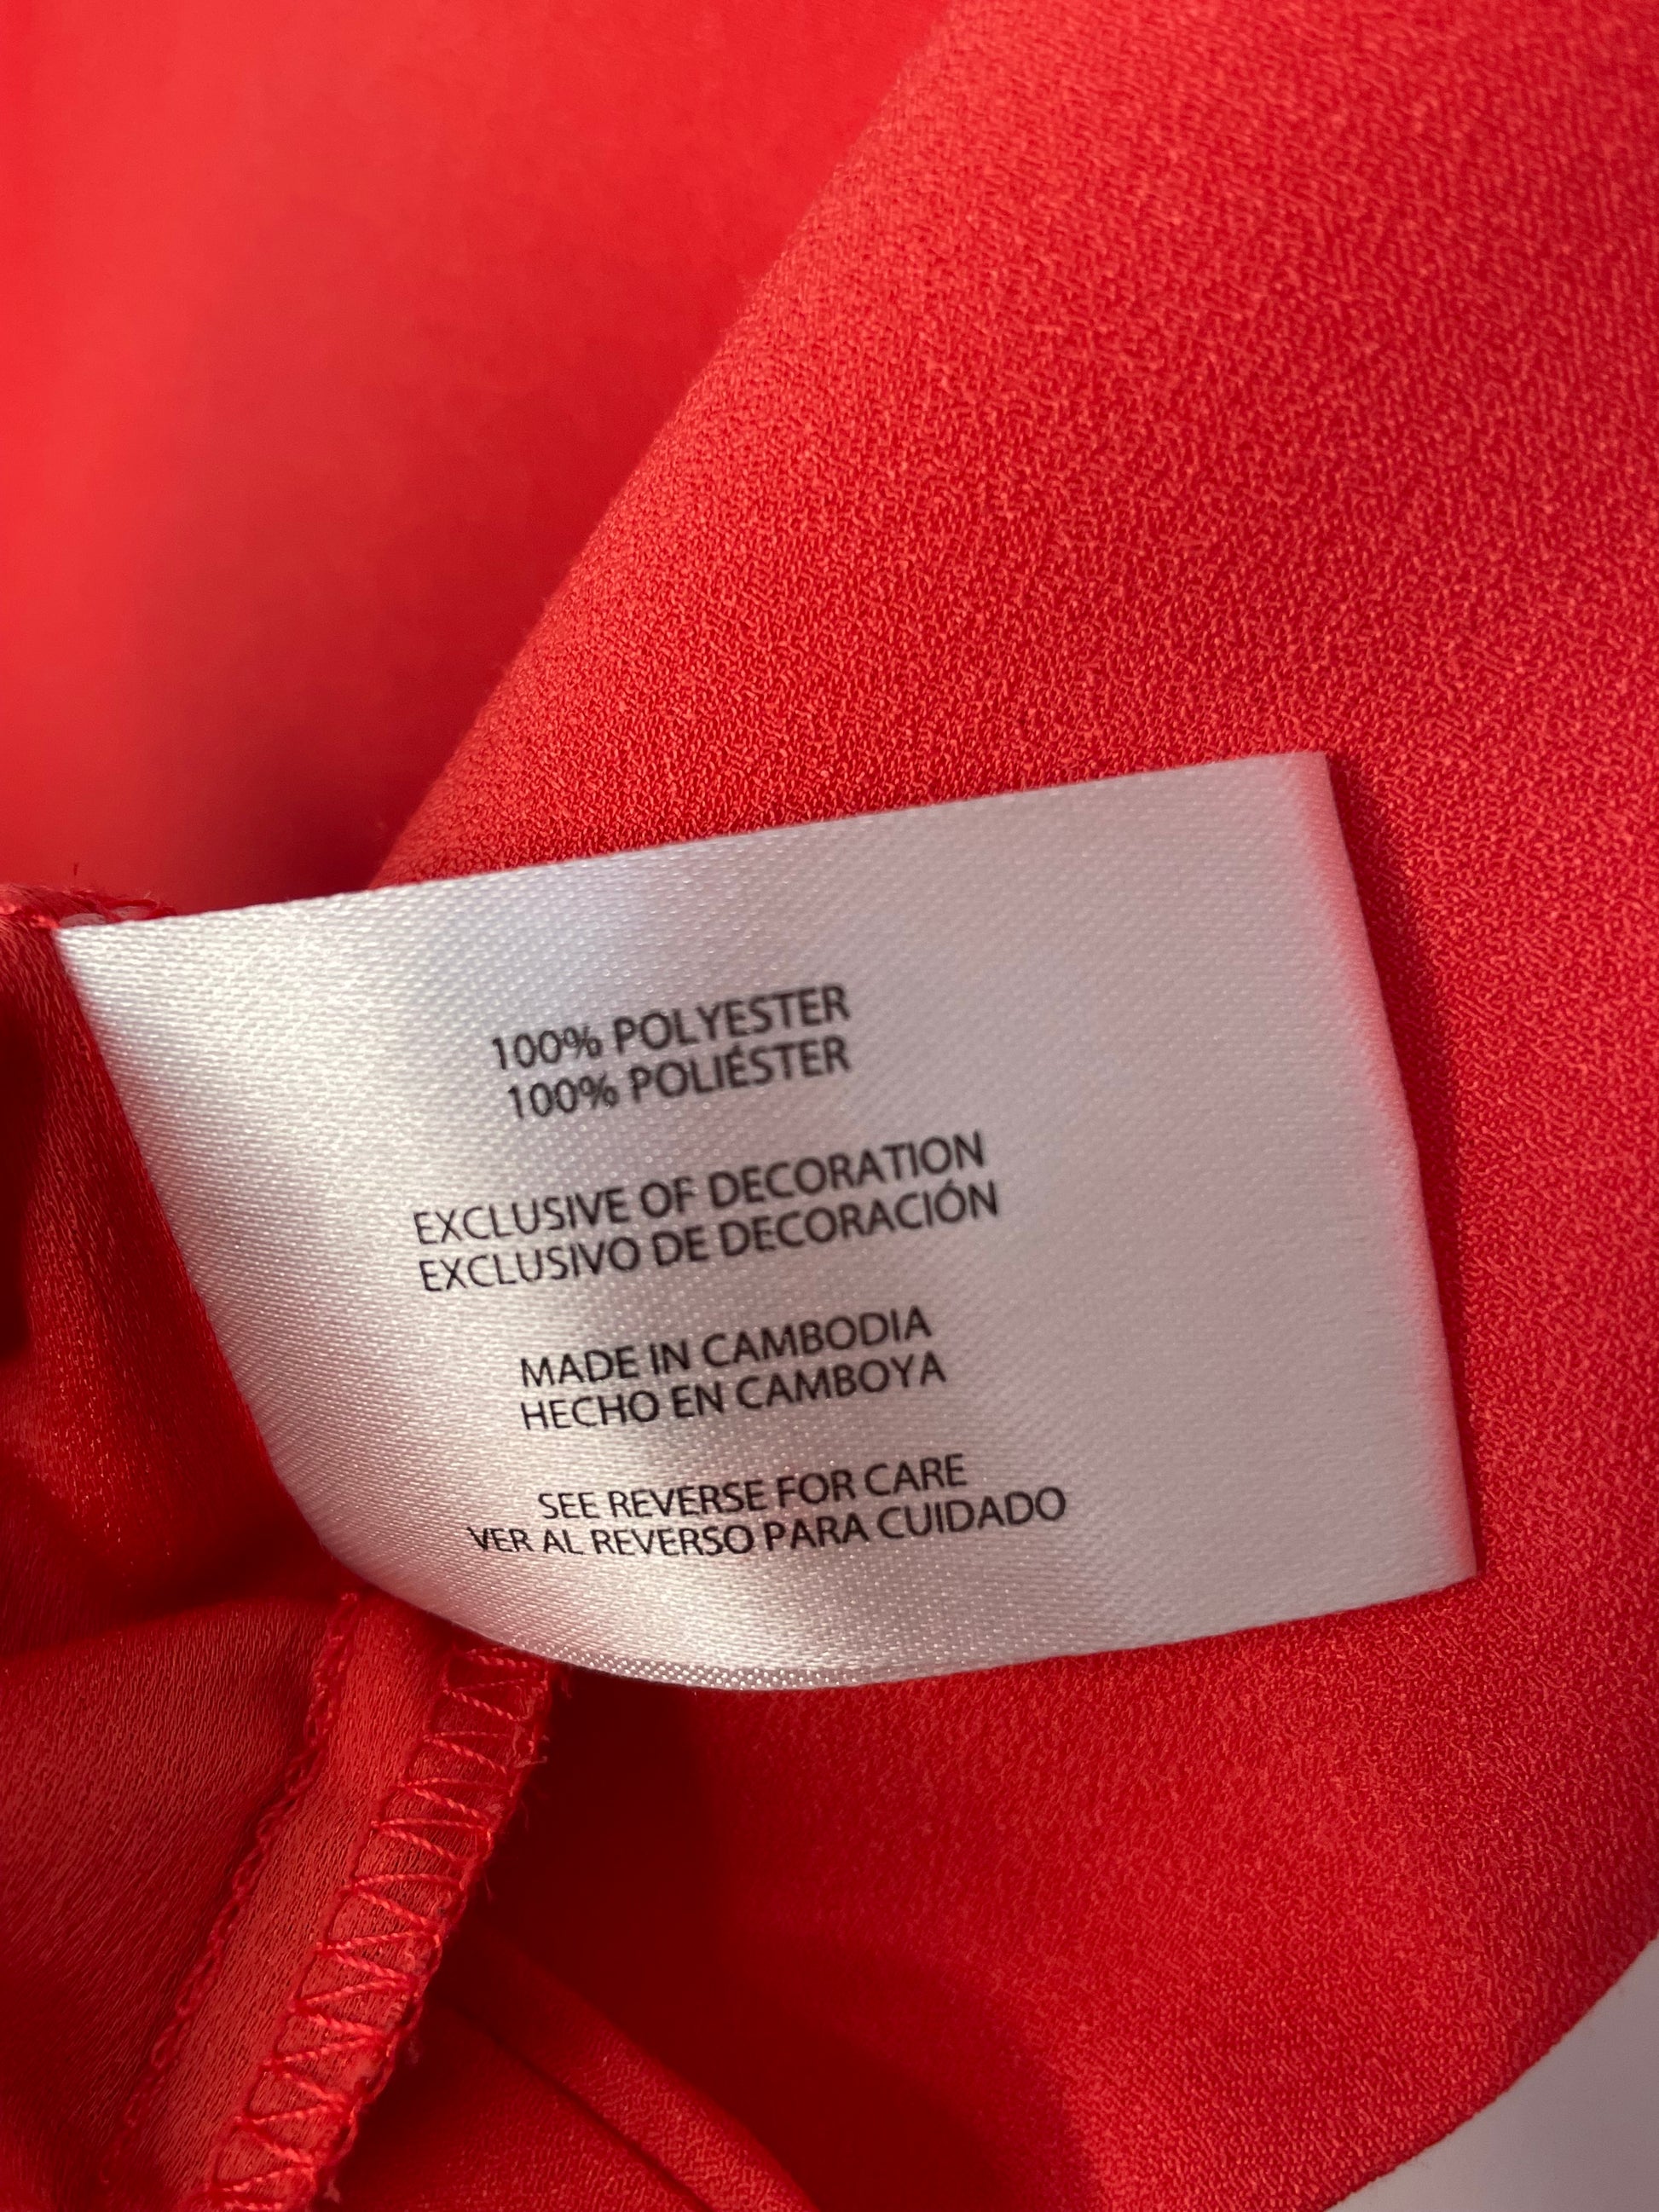 100% POLYESTER
100% POLIÉSTER
EXCLUSIVE OF DECORATION
EXCLUSIVO DE DECORACIÓN
MADE IN CAMBODIA
HECHO EN CAMBOYA
SEE REVERSE FOR CARE
VER AL REVERSO PARA CUIDADO